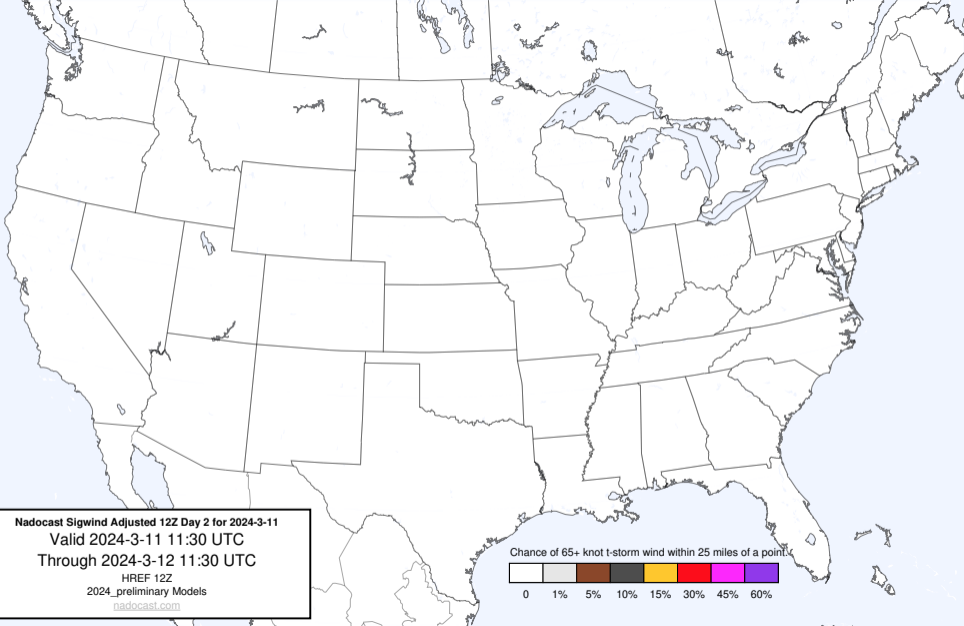 Nadocast Sigwind Adjusted 12Z Day 2 for 2024-3-11
Valid 2024-3-11 11:30 UTC
Through 2024-3-12 11:30 UTC
HREF 12Z
2024_preliminary Models
nadocast.com
Chance of 65+ knot t-storm wind within 25 miles of a point.
0 1% 5% 10% 15% 30% 45% 60%